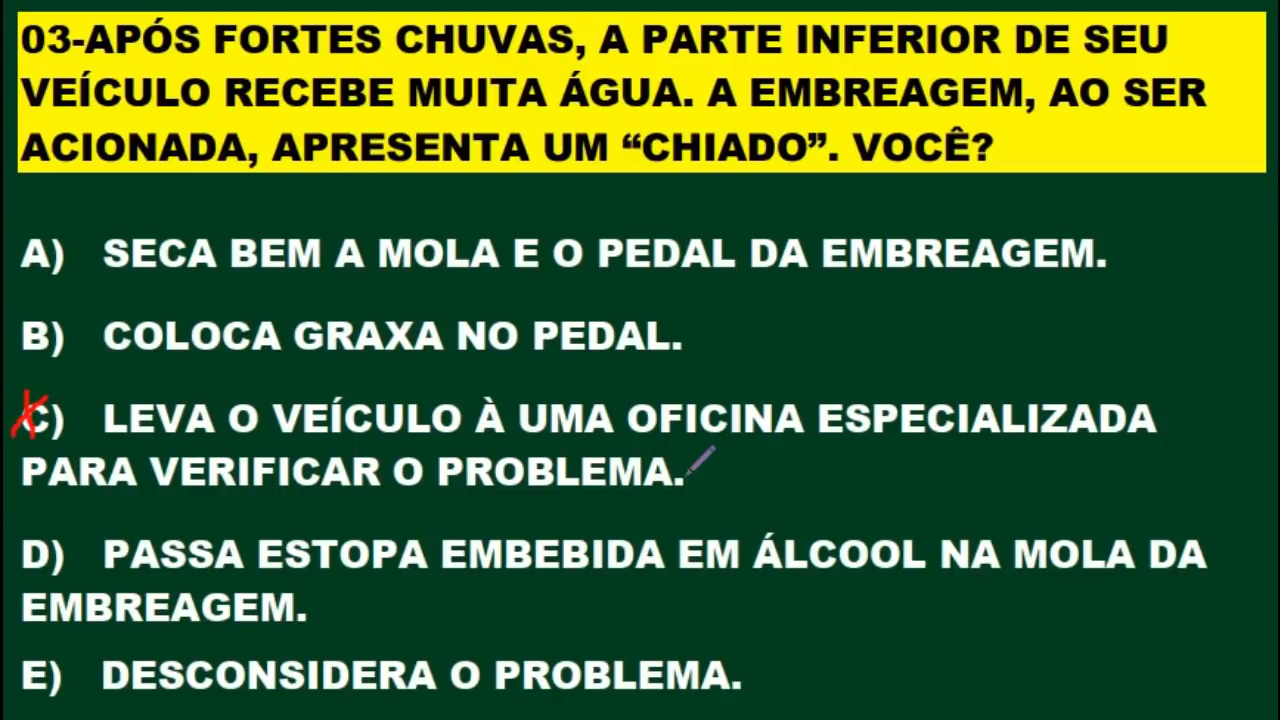 03-APÓS FORTES CHUVAS, A PARTE INFERIOR DE SEU
VEÍCULO RECEBE MUITA ÁGUA. A EMBREAGEM, AO SER
ACIONADA, APRESENTA UM “CHIADO”. VOCÊ?
A) SECA BEM A MOLA E O PEDAL DA EMBREAGEM.
B) COLOCA GRAXA NO PEDAL.
C) LEVA O VEÍCULO À UMA OFICINA ESPECIALIZADA
PARA VERIFICAR O PROBLEMA.
D) PASSA ESTOPA EMBEBIDA EM ÁLCOOL NA MOLA DA
EMBREAGEM.
E) DESCONSIDERA O PROBLEMA.